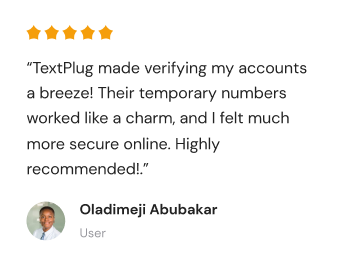 “TextPlug made verifying my accounts
a breeze! Their temporary numbers
worked like a charm, and I felt much
more secure online. Highly
recommended!.”
Oladimeji Abubakar
User